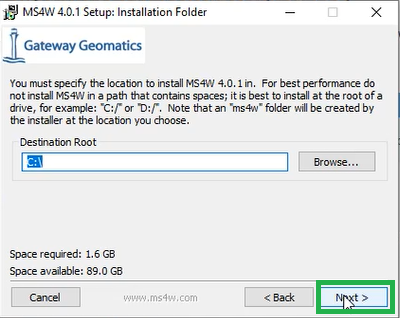 MS4W 4.0.1 Setup: Installation Folder
Gateway Geomatics
You must specify the location to install MS4W 4.0.1 in. For best performance do
not install MS4W in a path that contains spaces; it is best to install at the root of a
drive, for example: "C:/" or "D:/". Note that an "ms4w" folder will be created by
the installer at the location you choose.
Destination Root
C:\
Browse...
Space required: 1.6 GB
Space available: 89.0 GB
Cancel
www.ms4w.com
< Back
Next >